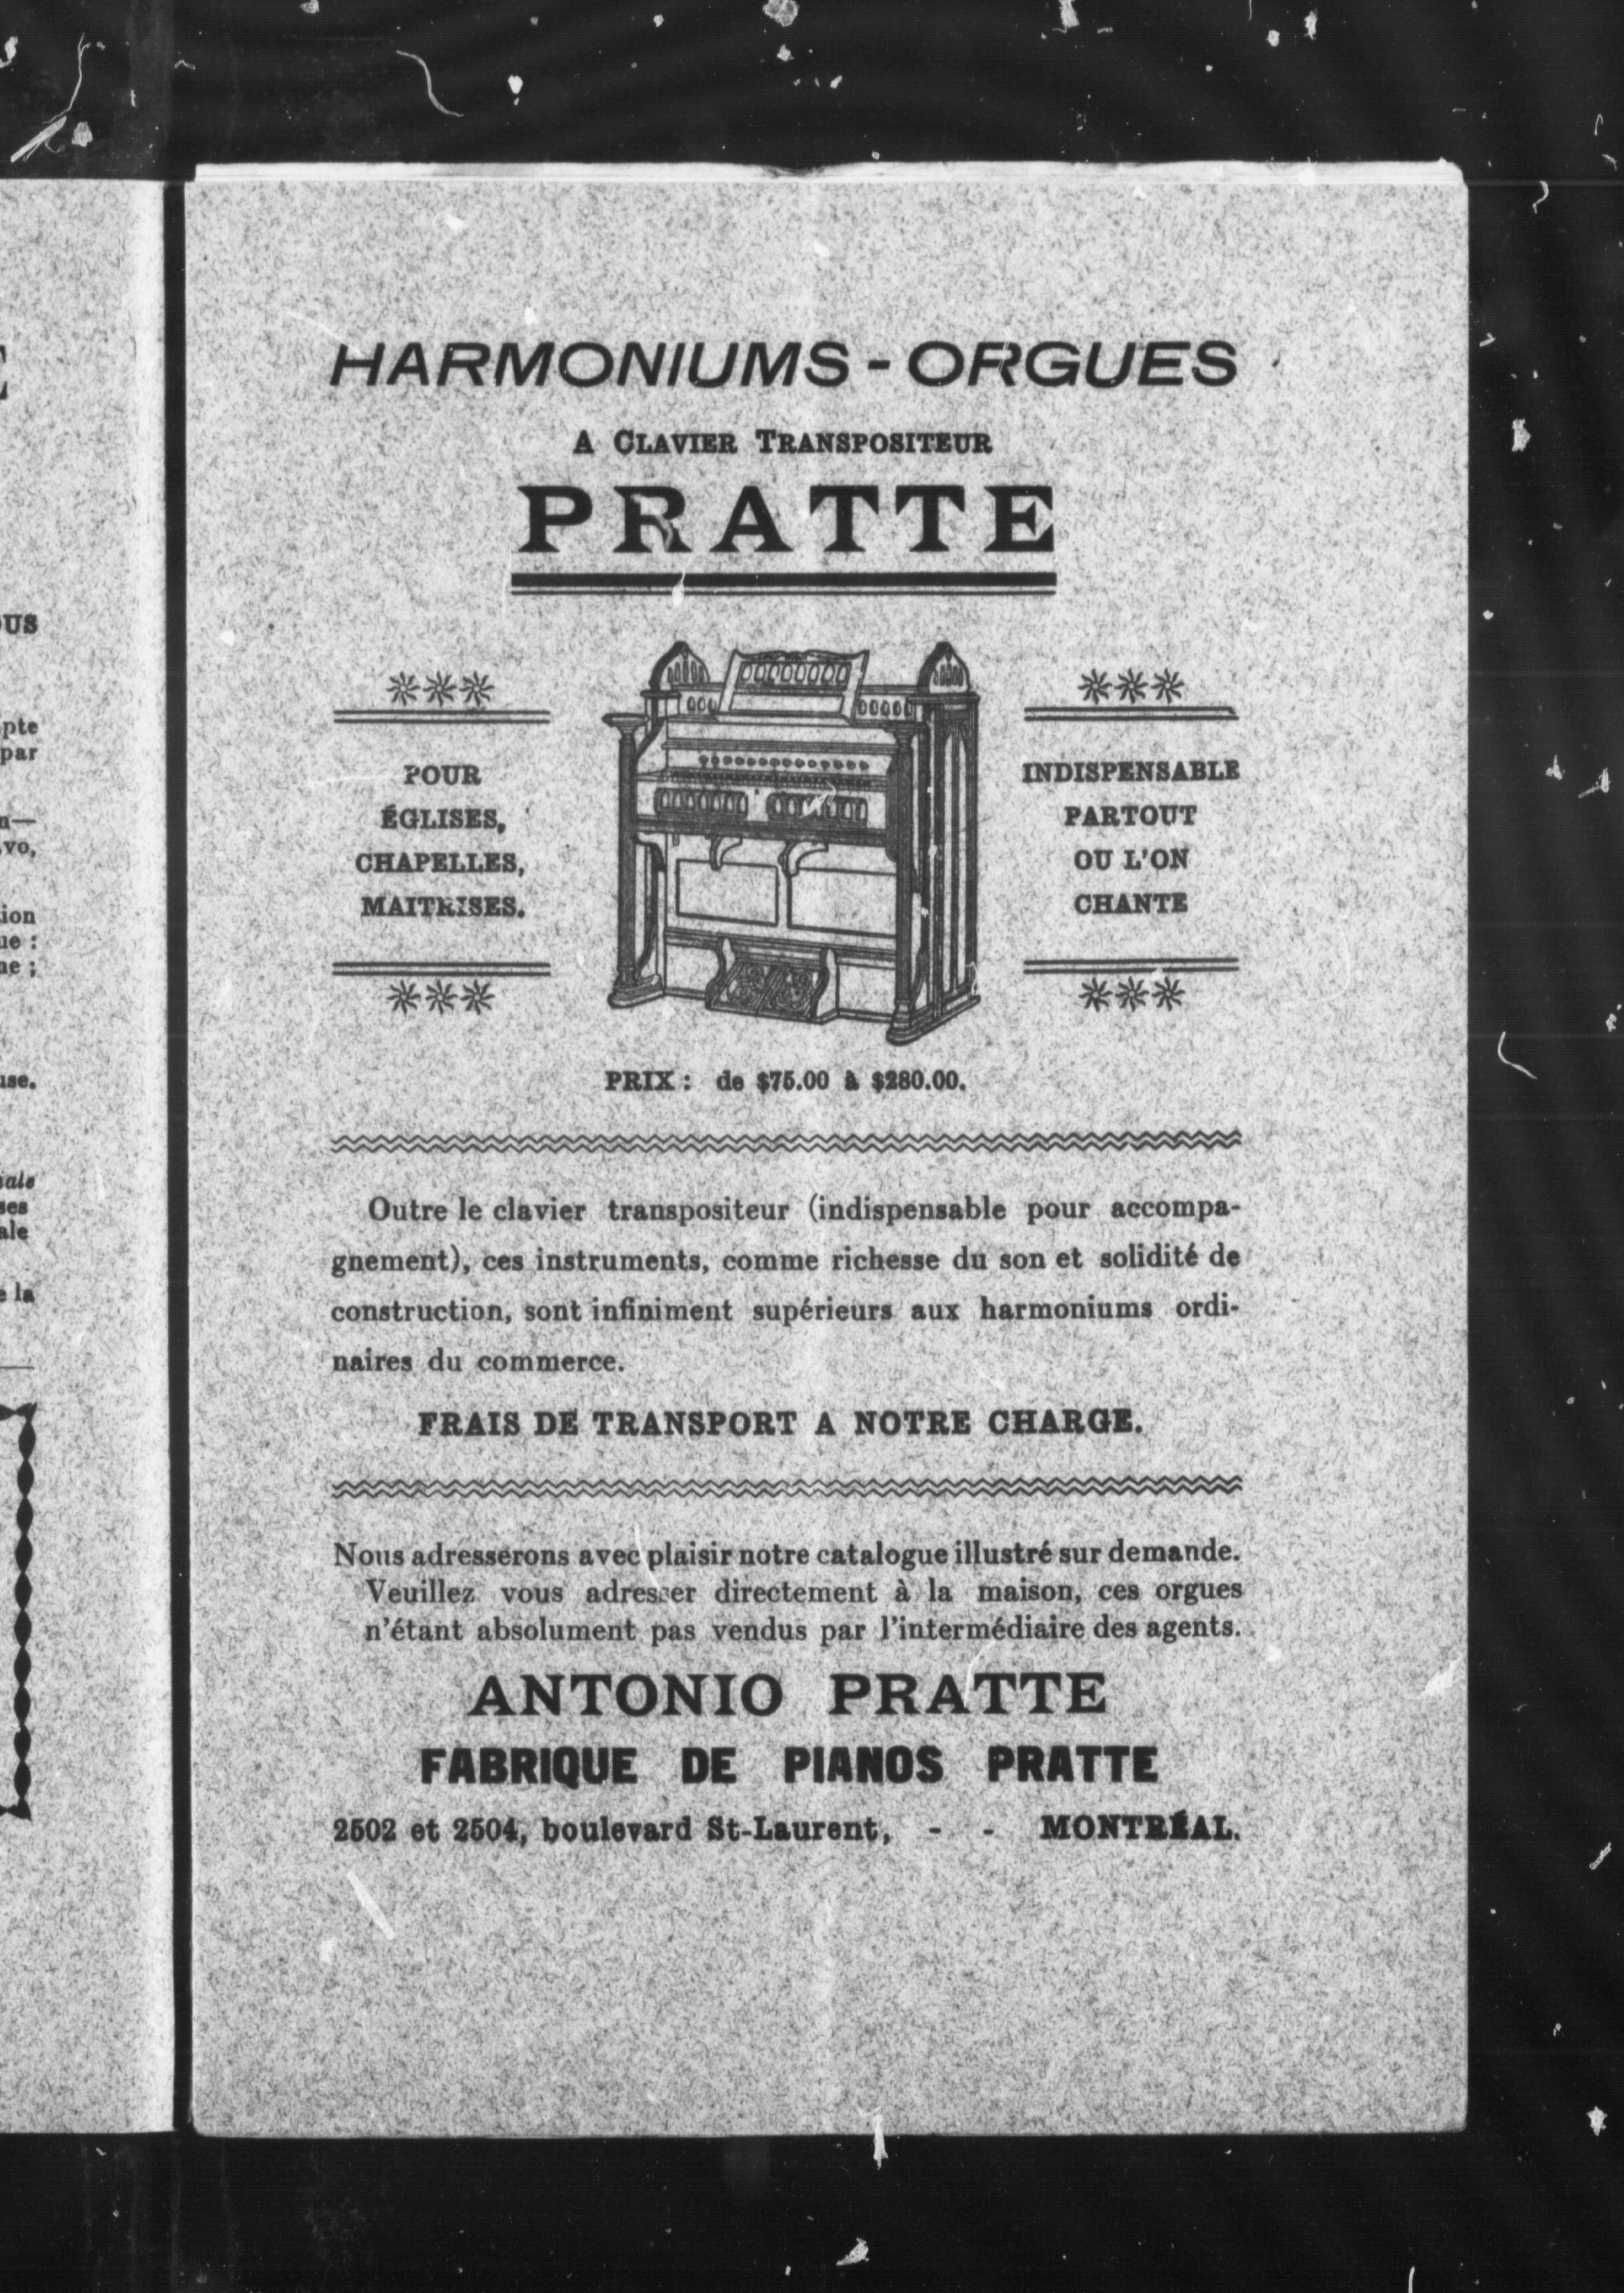 HARMONIUMS - ORGUES
A CLAVIER TRANSPOSITEUR
PRATTE
POUR
ÉGLISES,
CHAPELLES,
MAITRISES.
INDISPENSABLE
PARTOUT
OU L'ON
CHANTE
PRIX : de $75.00 à $280.00.
Outre le clavier transpositeur (indispensable pour accompa-
gnement), ces instruments, comme richesse du son et solidité de
construction, sont infiniment supérieurs aux harmoniums ordi-
naires du commerce.
FRAIS DE TRANSPORT A NOTRE CHARGE.
Nous adresserons avec plaisir notre catalogue illustré sur demande.
Veuillez vous adresser directement à la maison, ces orgues
n'étant absolument pas vendus par l'intermédiaire des agents.
ANTONIO PRATTE
FABRIQUE DE PIANOS PRATTE
2502 et 2504, boulevard St-Laurent, - - MONTRÉAL.